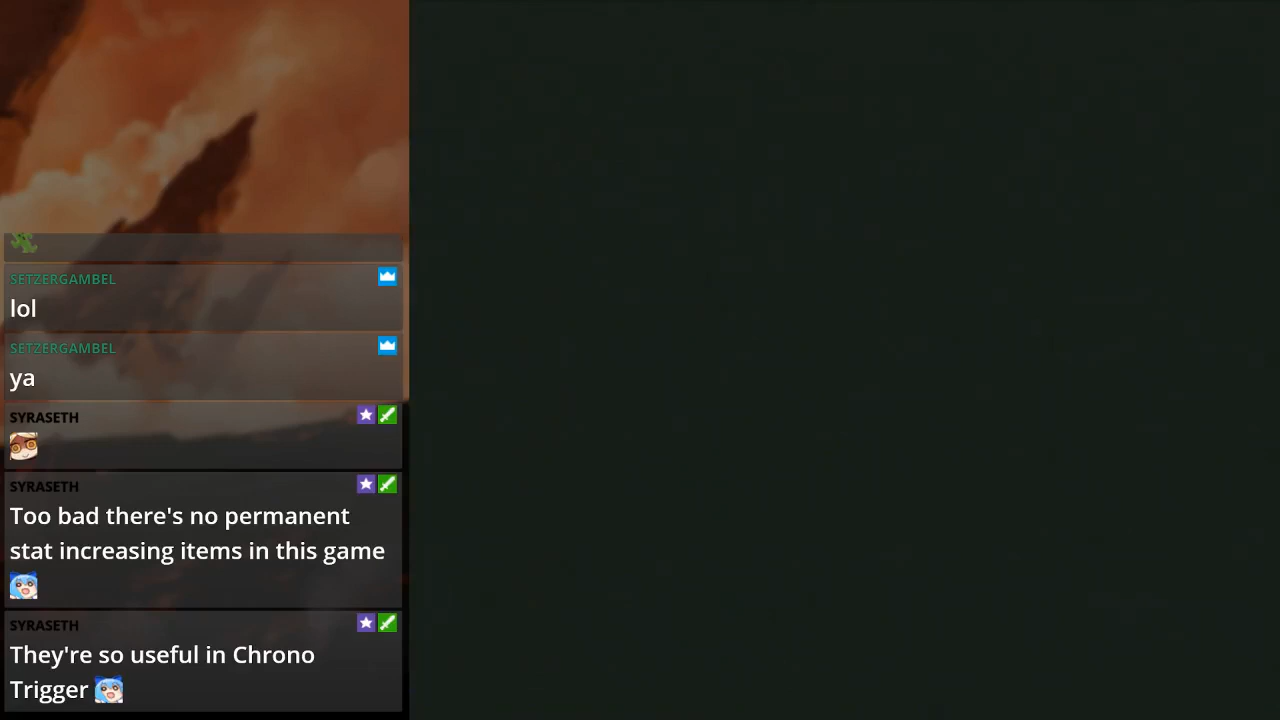 SETZERGAMBEL
lol
SETZERGAMBEL
ya
SYRASETH
SYRASETH
Too bad there's no permanent
stat increasing items in this game
SYRASETH
They're so useful in Chrono
Trigger